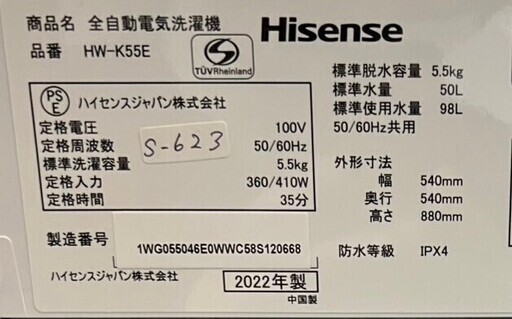 商品名 全自動電気洗濯機
品番 HW-K55E
S
TÜVRheinland
Hisense
PS
E
ハイセンスジャパン株式会社
定格電圧 100V
定格周波数 50/60Hz
標準洗濯容量 5.5kg
定格入力 360/410W
定格時間 35分
S-623
標準脱水容量 5.5kg
標準水量 50L
標準使用水量 98L
50/60Hz共用
外形寸法
幅 540mm
奥行 540mm
高さ 880mm
製造番号 1WG055046E0WWC58S120668
防水等級 IPX4
ハイセンスジャパン株式会社
2022年製
中国製